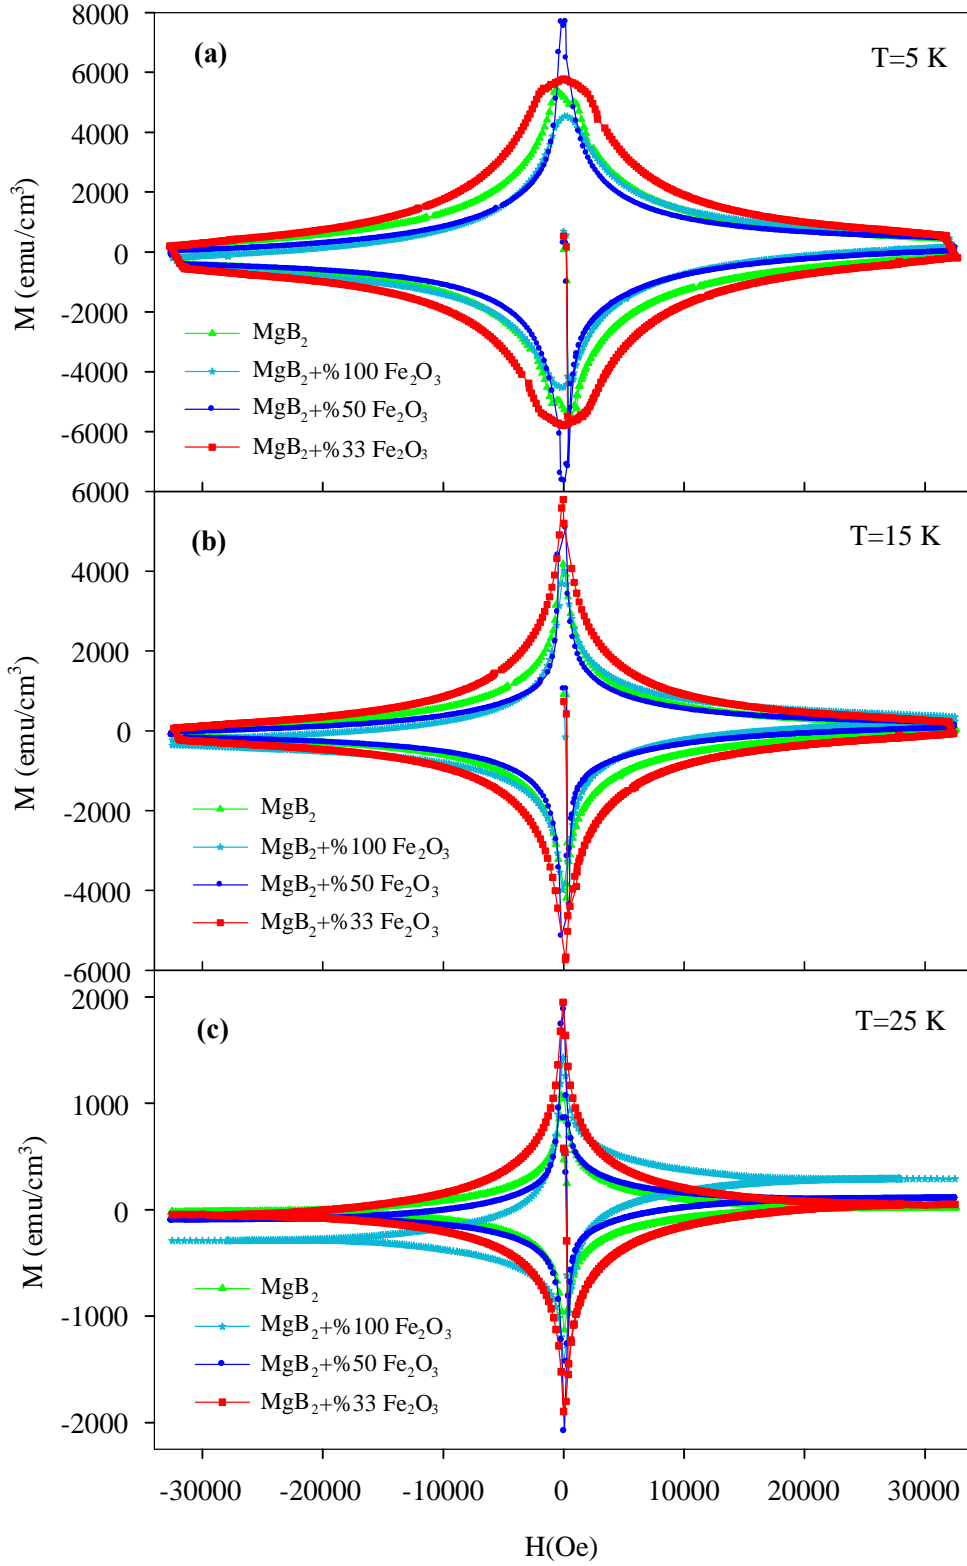 8000
6000
4000
2000
0
-2000
-4000
-6000
M (emu/cm³)
(a)
T=5 K
MgB₂
MgB₂+%100 Fe₂O₃
MgB₂+%50 Fe₂O₃
MgB₂+%33 Fe₂O₃
6000
4000
2000
0
-2000
-4000
-6000
M (emu/cm³)
(b)
T=15 K
MgB₂
MgB₂+%100 Fe₂O₃
MgB₂+%50 Fe₂O₃
MgB₂+%33 Fe₂O₃
2000
1000
0
-1000
-2000
M (emu/cm³)
(c)
T=25 K
MgB₂
MgB₂+%100 Fe₂O₃
MgB₂+%50 Fe₂O₃
MgB₂+%33 Fe₂O₃
-30000 -20000 -10000 0 10000 20000 30000
H(Oe)